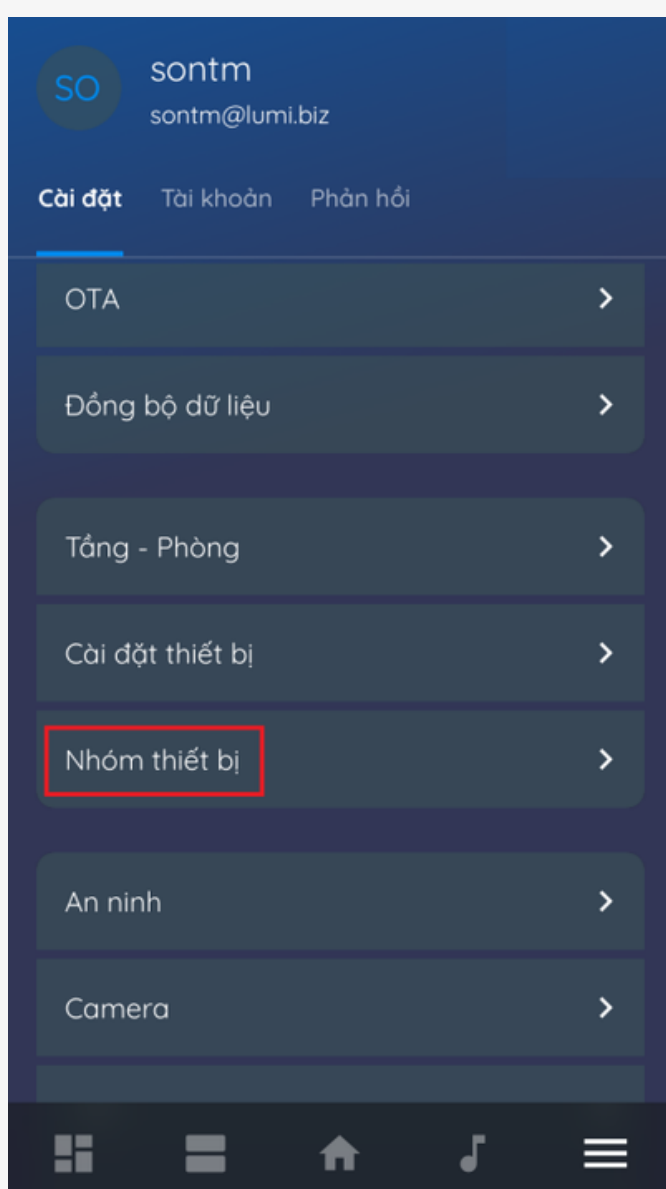 SO
sontm
sontm@lumi.biz
Cài đặt Tài khoản Phản hồi
OTA
Đồng bộ dữ liệu
Tầng - Phòng
Cài đặt thiết bị
Nhóm thiết bị
An ninh
Camera